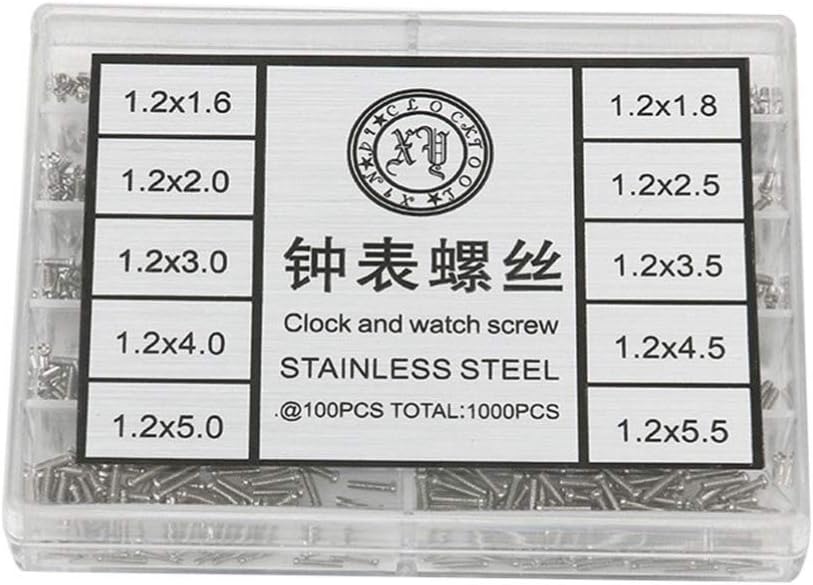 1.2x1.6
1.2x2.0
1.2x3.0
1.2x4.0
1.2x5.0
CLOCKTOOL
XY
钟表螺丝
Clock and watch screw
STAINLESS STEEL
.@100PCS TOTAL:1000PCS
1.2x1.8
1.2x2.5
1.2x3.5
1.2x4.5
1.2x5.5